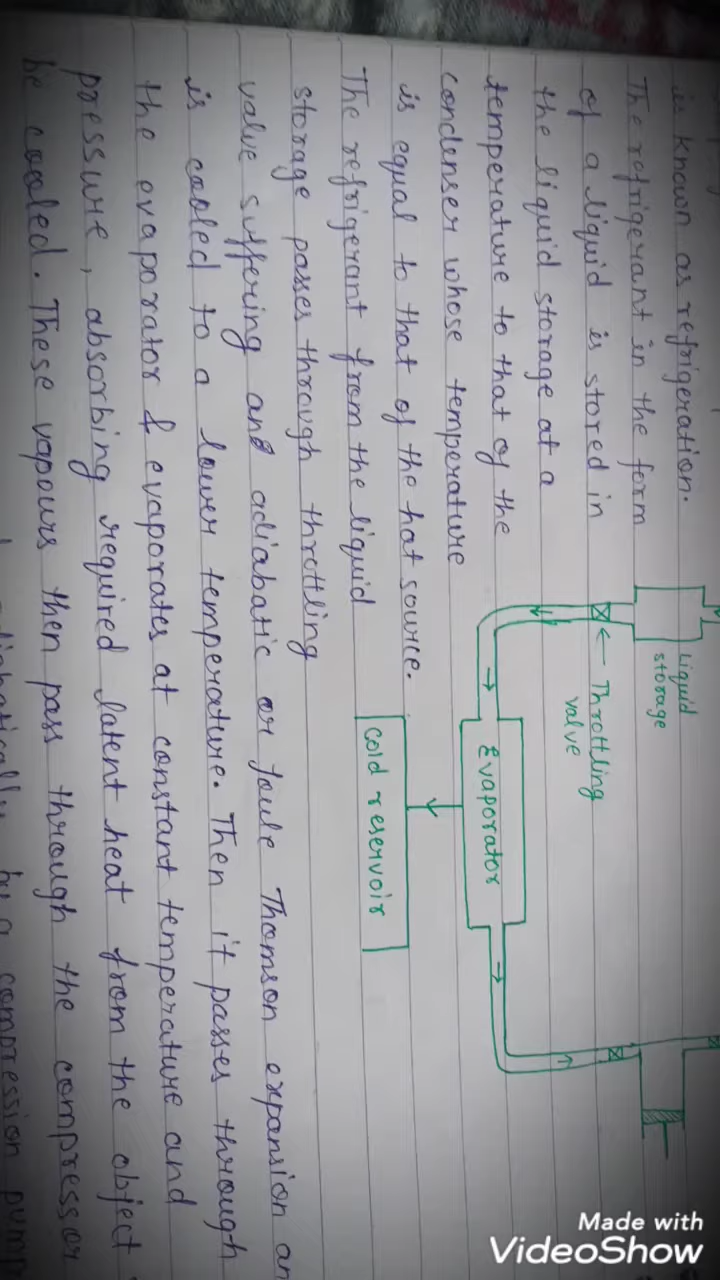 is known as refrigeration.
The refrigerant in the form
of a liquid is stored in
the liquid storage at a
temperature to that of the
condenser whose temperature
is equal to that of the hot source.
The refrigerant from the liquid
storage passes through throttling
valve suffering and adiabatic or Joule Thomson expansion an
is cooled to a lower temperature. Then it passes through
the evaporator & evaporates at constant temperature and
pressure, absorbing required latent heat from the object
be cooled. These vapours then pass through the compressor
by a compression pump
Liquid
storage
Throttling
valve
Evaporator
Cold reservoir
Made with
VideoShow